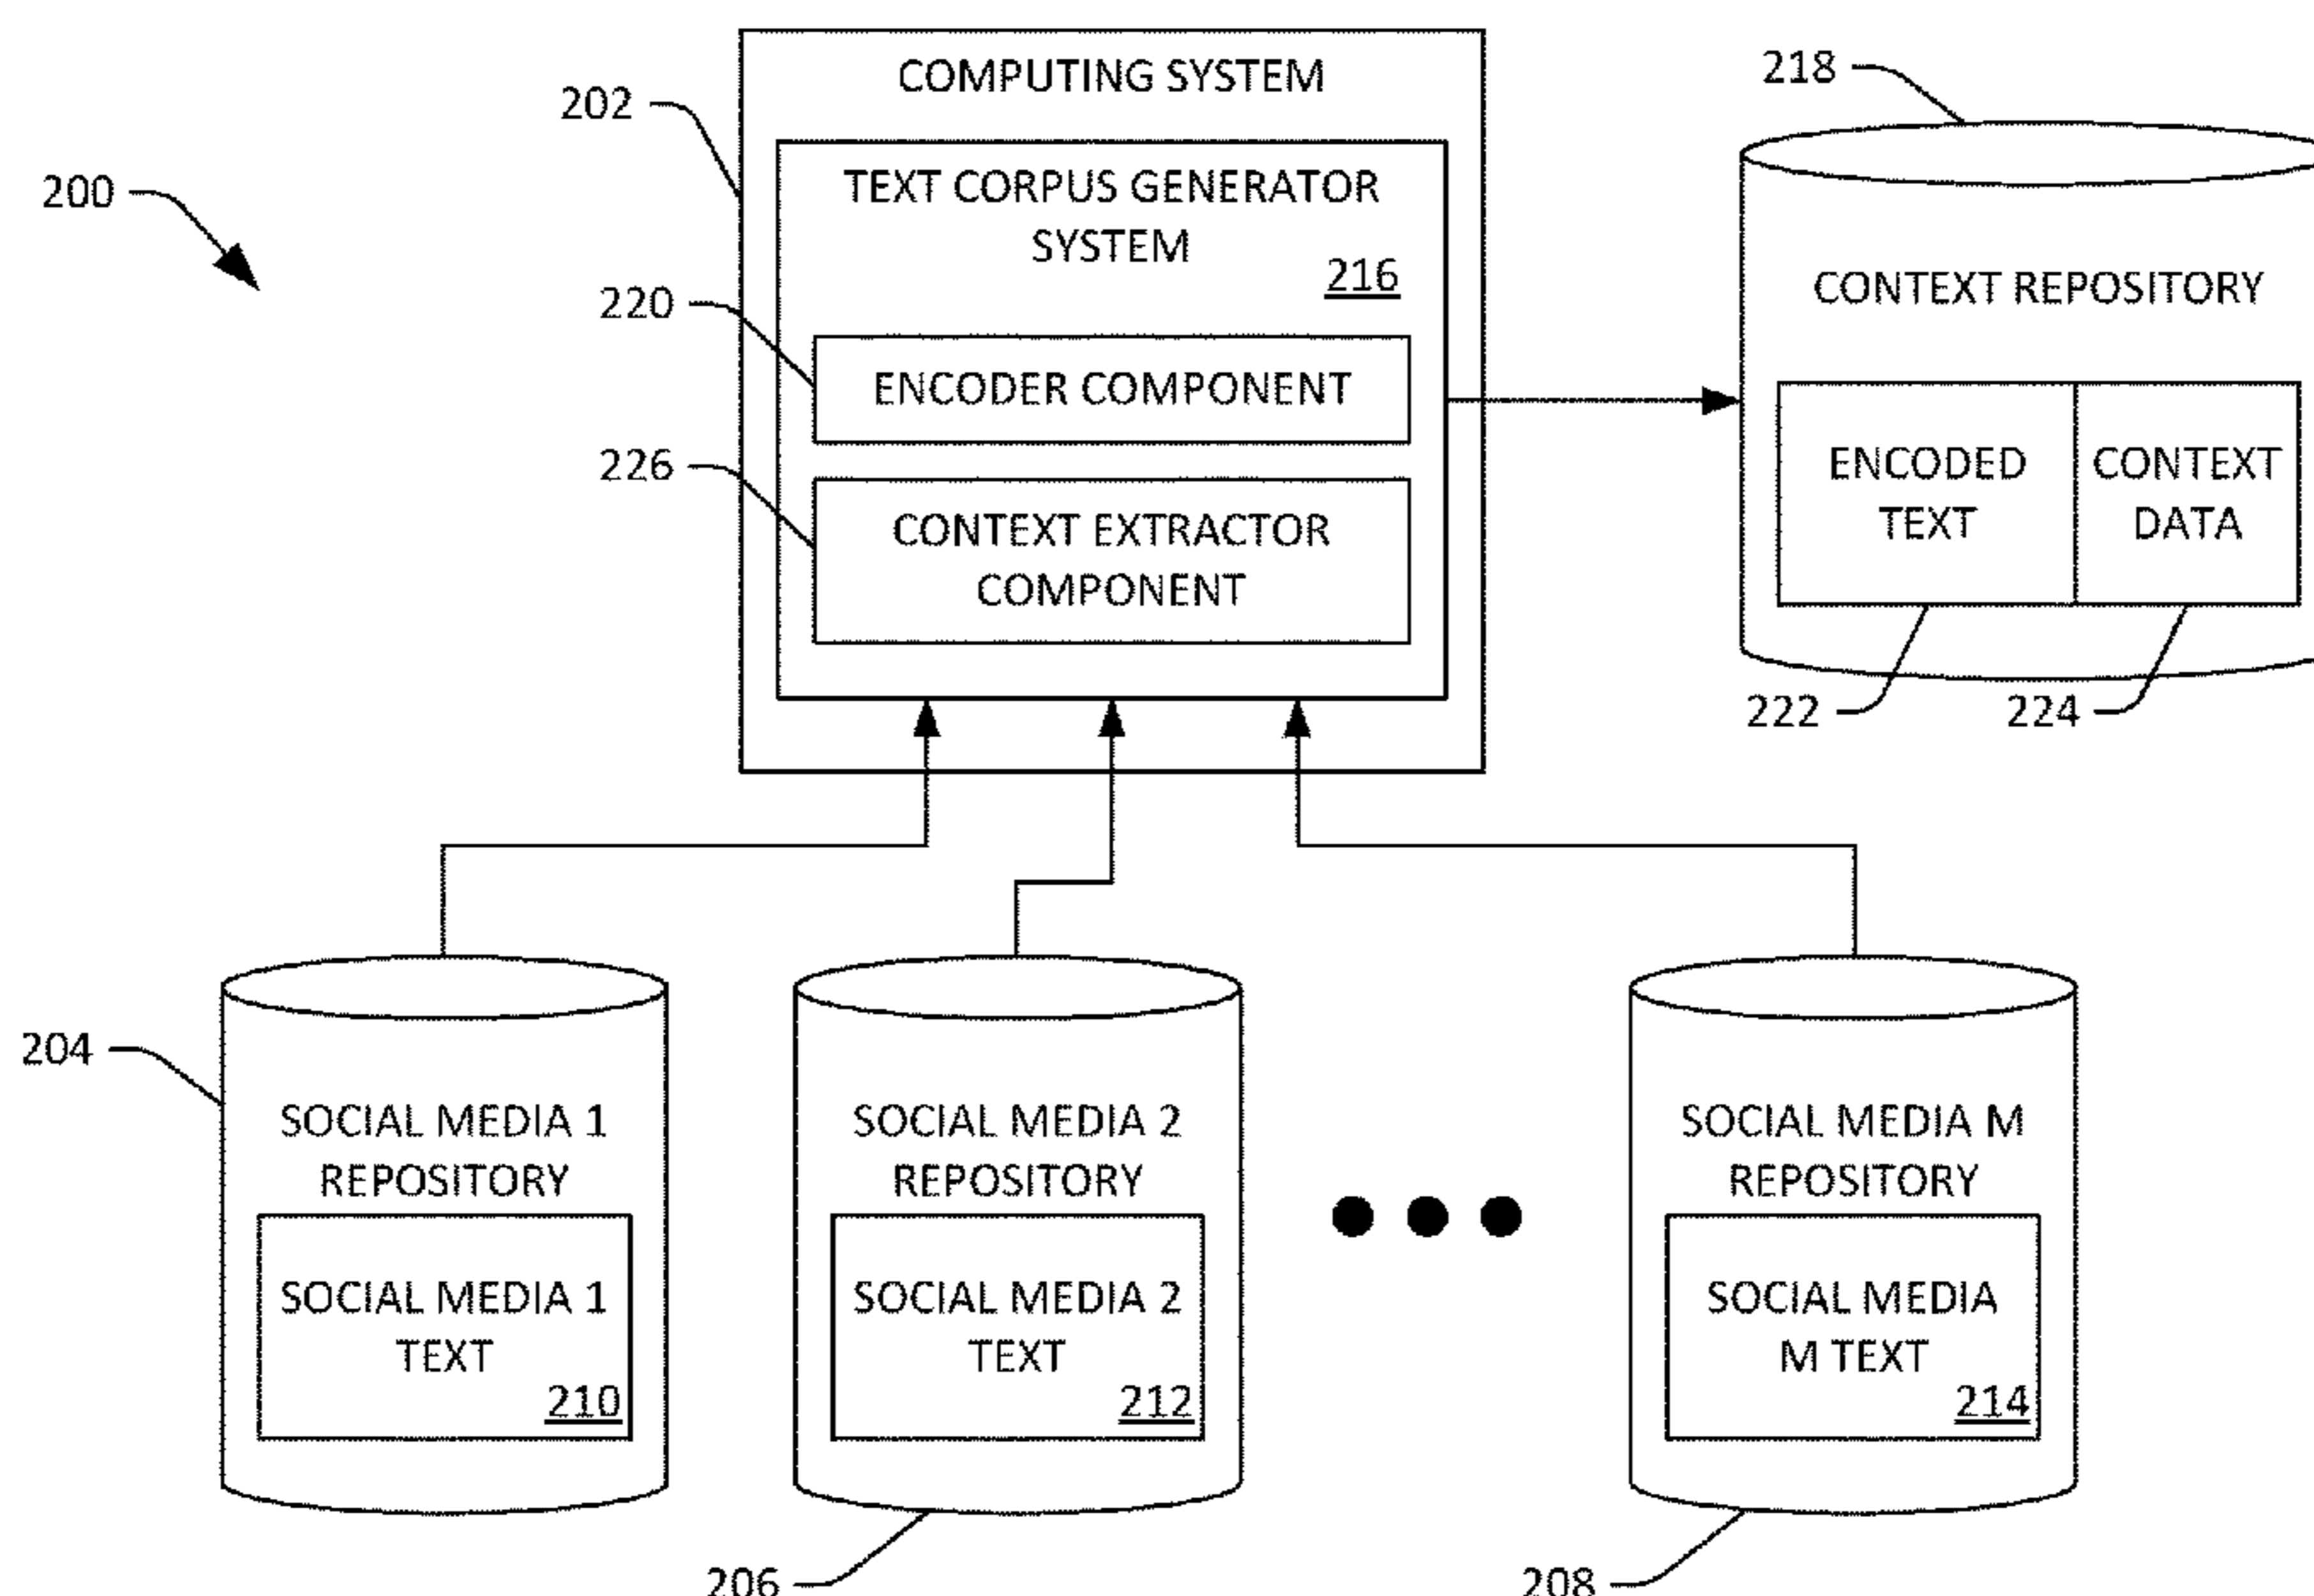 COMPUTING SYSTEM
202
TEXT CORPUS GENERATOR
SYSTEM
216
200
220
ENCODER COMPONENT
226
CONTEXT EXTRACTOR
COMPONENT
218
CONTEXT REPOSITORY
ENCODED
TEXT
CONTEXT
DATA
222
224
204
SOCIAL MEDIA 1
REPOSITORY
SOCIAL MEDIA 1
TEXT
210
SOCIAL MEDIA 2
REPOSITORY
SOCIAL MEDIA 2
TEXT
212
206
SOCIAL MEDIA M
REPOSITORY
SOCIAL MEDIA
M TEXT
214
208